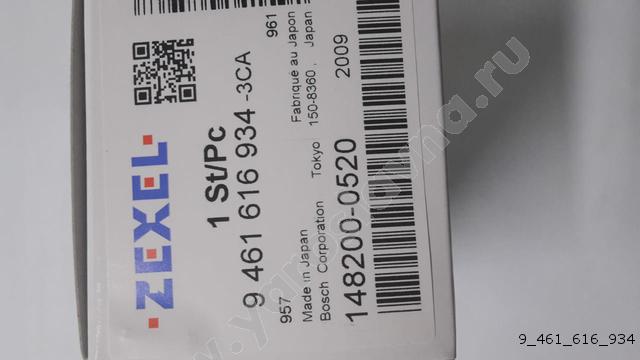 ZEXEL
1 St/Pc
9 461 616 934 -3CA
957 961
Made in Japan Fabriqué au Japon
Bosch Corporation Tokyo 150-8360, Japan
148200-0520 2009
9_461_616_934